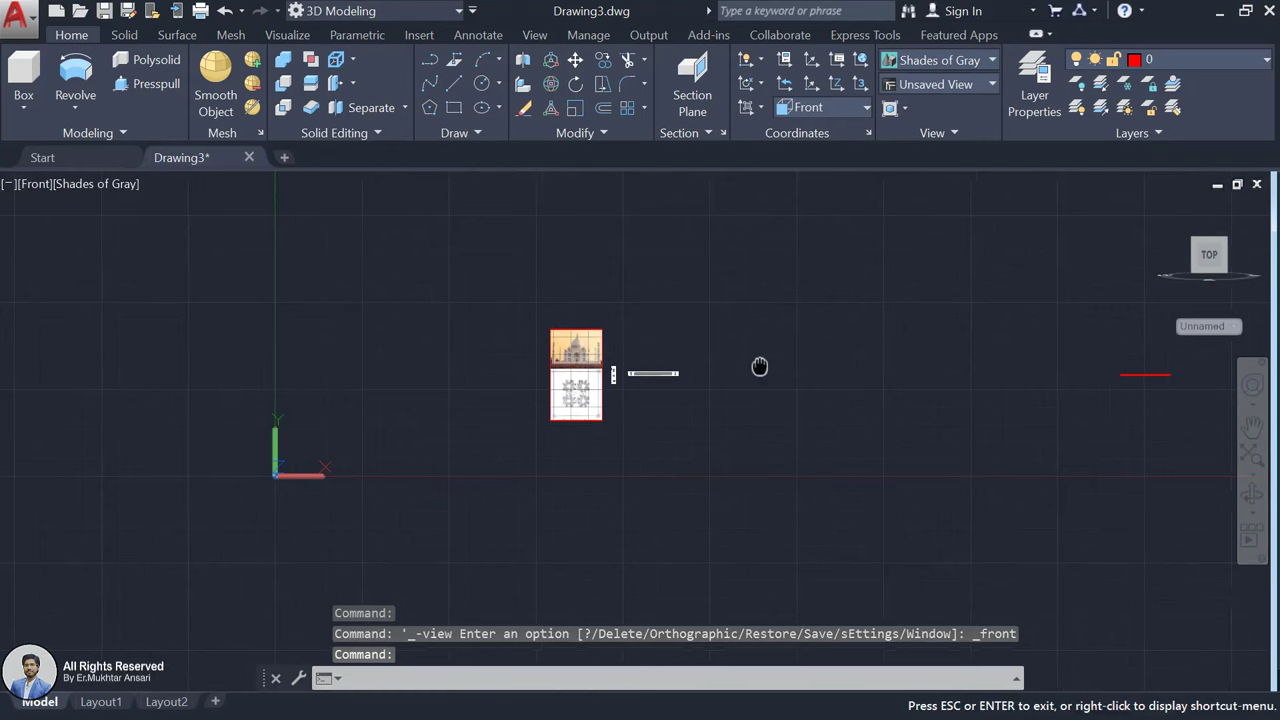 Drawing3.dwg
Type a keyword or phrase
Sign In
3D Modeling
Home
Solid
Surface
Mesh
Visualize
Parametric
Insert
Annotate
View
Manage
Output
Add-ins
Collaborate
Express Tools
Featured Apps
Box
Revolve
Polysolid
Presspull
Smooth
Object
Separate
Section
Plane
Front
Shades of Gray
Unsaved View
Layer
Properties
0
Modeling
Mesh
Solid Editing
Draw
Modify
Section
Coordinates
View
Layers
Start
Drawing3*
[−][Front][Shades of Gray]
TOP
Unnamed
Y
Z
X
Command:
Command: '_-view Enter an option [?/Delete/Orthographic/Restore/Save/sEttings/Window]: _front
Command:
All Rights Reserved
By Er.Mukhtar Ansari
Model
Layout1
Layout2
Press ESC or ENTER to exit, or right-click to display shortcut-menu.